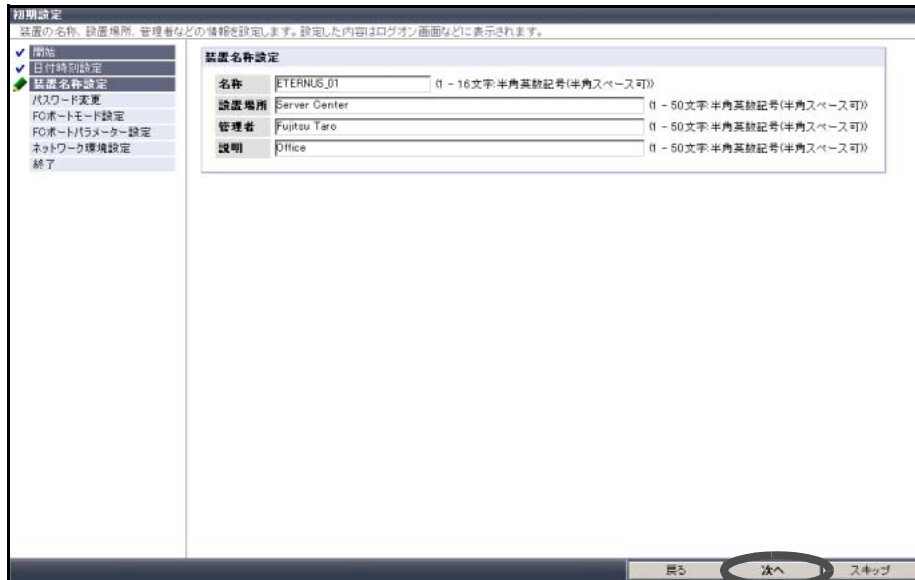 初期設定
装置の名称、設置場所、管理者などの情報を設定します。設定した内容はログオン画面などに表示されます。
開始
日付時刻設定
装置名称設定
パスワード変更
FCポートモード設定
FCポートパラメーター設定
ネットワーク環境設定
終了
装置名称設定
名称 ETERNUS_01 (1 - 16文字:半角英数記号(半角スペース可))
設置場所 Server Center (1 - 50文字:半角英数記号(半角スペース可))
管理者 Fujitsu Taro (1 - 50文字:半角英数記号(半角スペース可))
説明 Office (1 - 50文字:半角英数記号(半角スペース可))
戻る 次へ スキップ